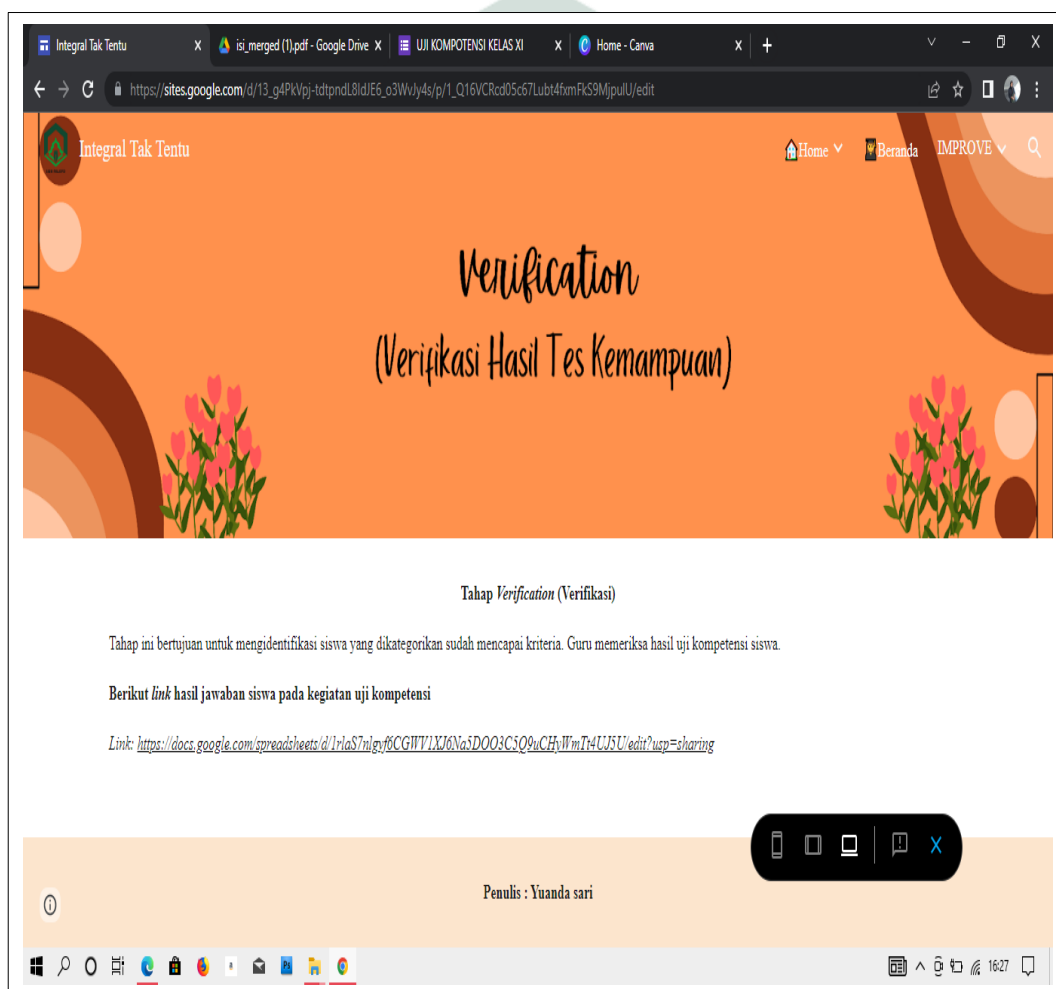 Integral Tak Tentu
isi_merged (1).pdf - Google Drive
UJI KOMPOTENSI KELAS XI
Home - Canva
https://sites.google.com/d/13_g4PkVpj-tdtpndL8IdJE6_o3WvJy4s/p/1_Q16VCRcd05c67Lubt4fxmFkS9MjpulU/edit
Integral Tak Tentu
Home
Beranda
IMPROVE
Verification
(Verifikasi Hasil Tes Kemampuan)
Tahap Verification (Verifikasi)
Tahap ini bertujuan untuk mengidentifikasi siswa yang dikategorikan sudah mencapai kriteria. Guru memeriksa hasil uji kompetensi siswa.
Berikut link hasil jawaban siswa pada kegiatan uji kompetensi
Link: https://docs.google.com/spreadsheets/d/1rlaS7nlgyf6CGWV1XJ6Na5DOO3C5Q9uCHyWmTt4UJ5U/edit?usp=sharing
Penulis : Yuanda sari
16:27